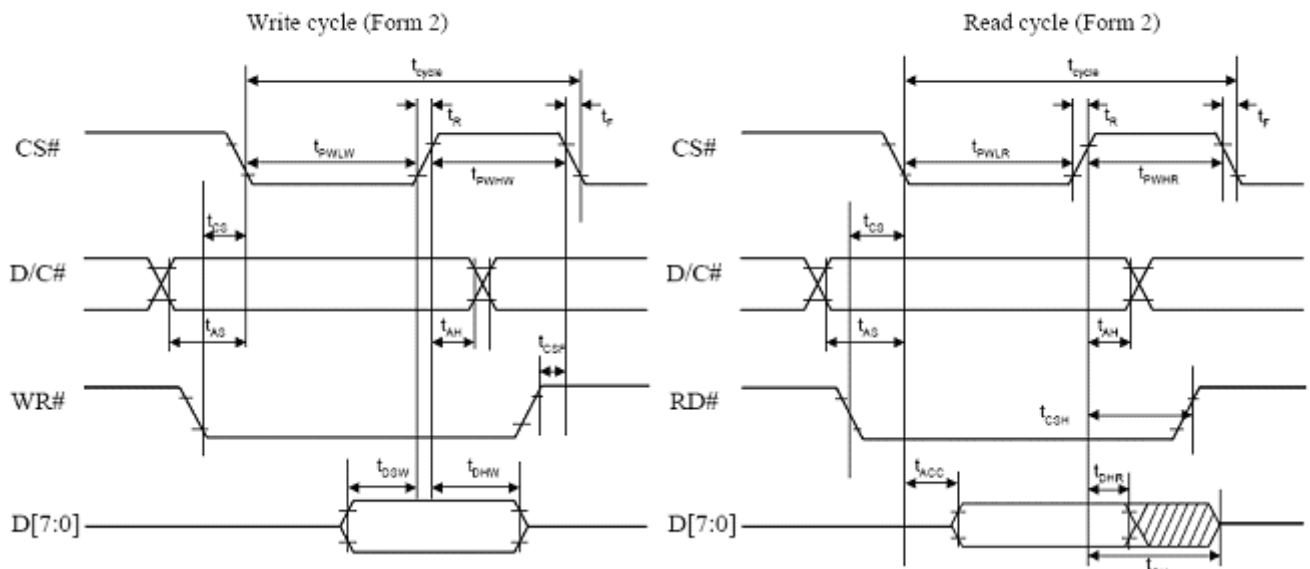 Write cycle (Form 2)
Read cycle (Form 2)
tcycle
tcycle
tR
tF
tR
tF
CS#
tPWLW
tPWHW
CS#
tPWLR
tPWHR
tCS
tCS
D/C#
D/C#
tAS
tAH
tAS
tAH
tCSF
WR#
RD#
tCSH
tDSW
tDHW
tACC
tDHR
D[7:0]
D[7:0]